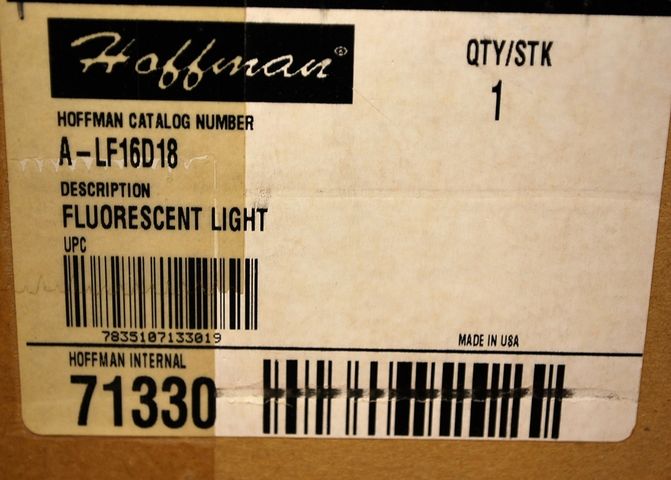 Hoffman®
QTY/STK
1
HOFFMAN CATALOG NUMBER
A-LF16D18
DESCRIPTION
FLUORESCENT LIGHT
UPC
7835107133019
MADE IN USA
HOFFMAN INTERNAL
71330